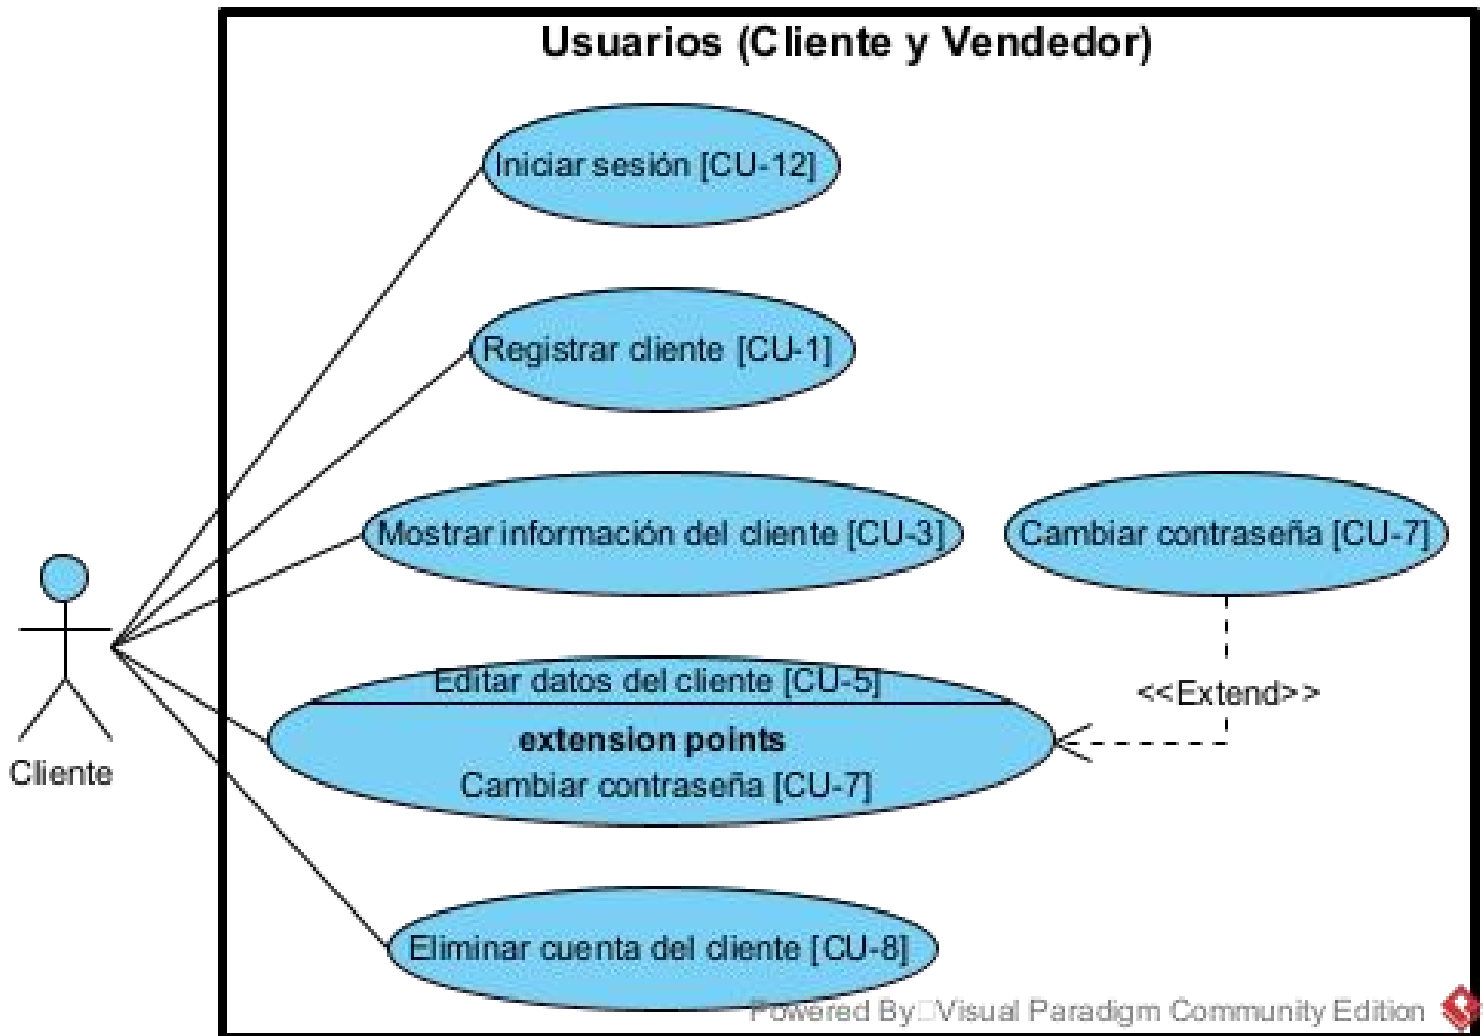 Usuarios (Cliente y Vendedor)
Iniciar sesión [CU-12]
Registrar cliente [CU-1]
Mostrar información del cliente [CU-3]
Cambiar contraseña [CU-7]
Editar datos del cliente [CU-5]
<<Extend>>
extension points
Cambiar contraseña [CU-7]
Cliente
Eliminar cuenta del cliente [CU-8]
Powered By Visual Paradigm Community Edition